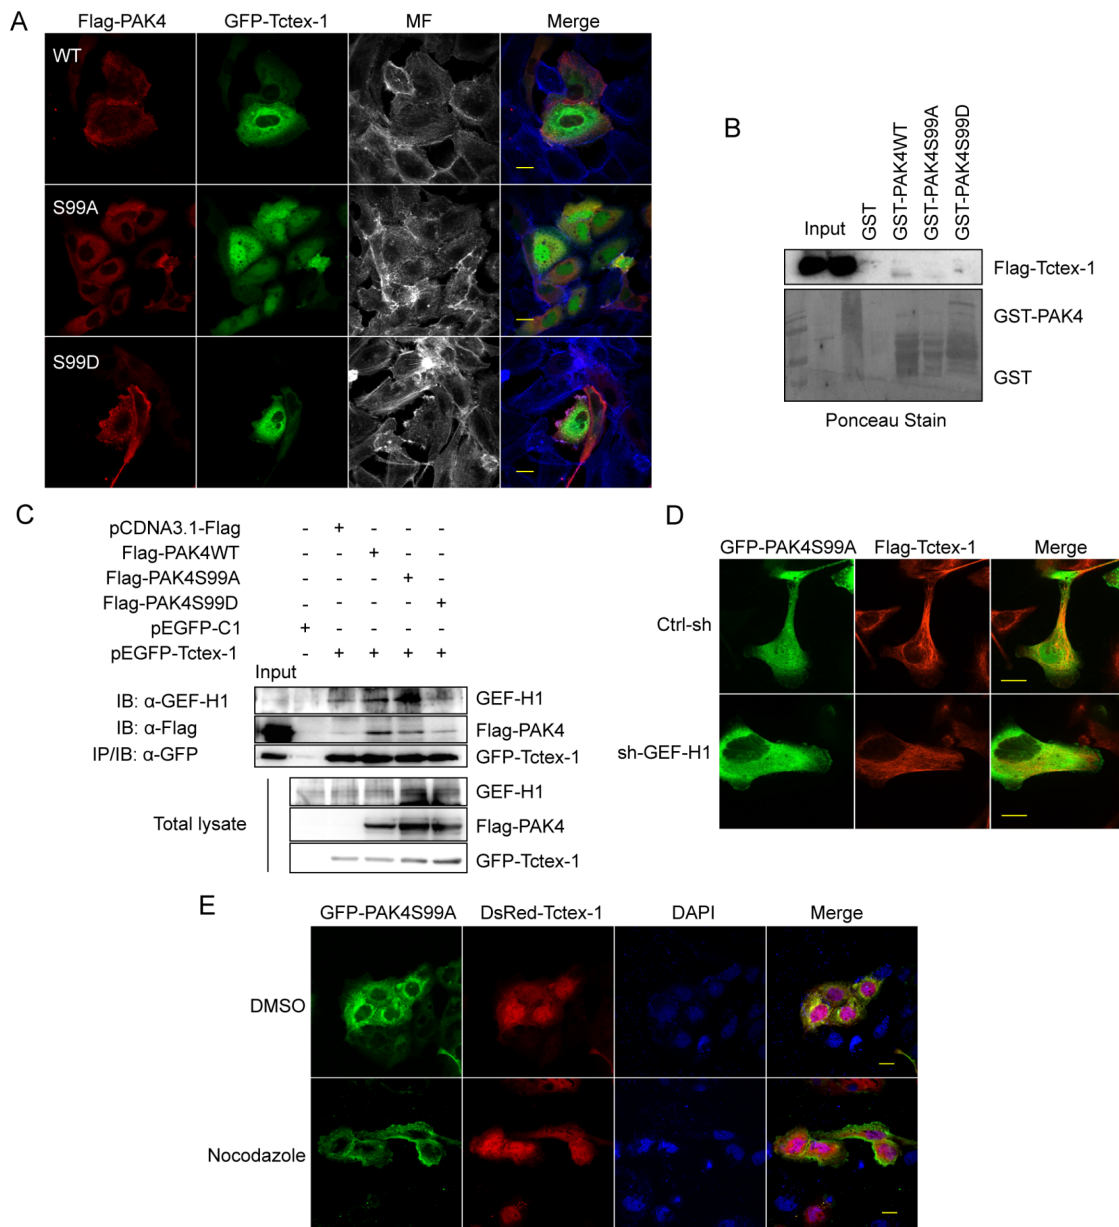 A
Flag-PAK4 GFP-Tctex-1 MF Merge
WT
S99A
S99D
B
Input GST GST-PAK4WT GST-PAK4S99A GST-PAK4S99D
Flag-Tctex-1
GST-PAK4
GST
Ponceau Stain
C
pCDNA3.1-Flag - + - - -
Flag-PAK4WT - - + - -
Flag-PAK4S99A - - - + -
Flag-PAK4S99D - - - - +
pEGFP-C1 + - - - -
pEGFP-Tctex-1 - + + + +
Input
IB: α-GEF-H1 GEF-H1
IB: α-Flag Flag-PAK4
IP/IB: α-GFP GFP-Tctex-1
Total lysate
GEF-H1
Flag-PAK4
GFP-Tctex-1
D
GFP-PAK4S99A Flag-Tctex-1 Merge
Ctrl-sh
sh-GEF-H1
E
GFP-PAK4S99A DsRed-Tctex-1 DAPI Merge
DMSO
Nocodazole